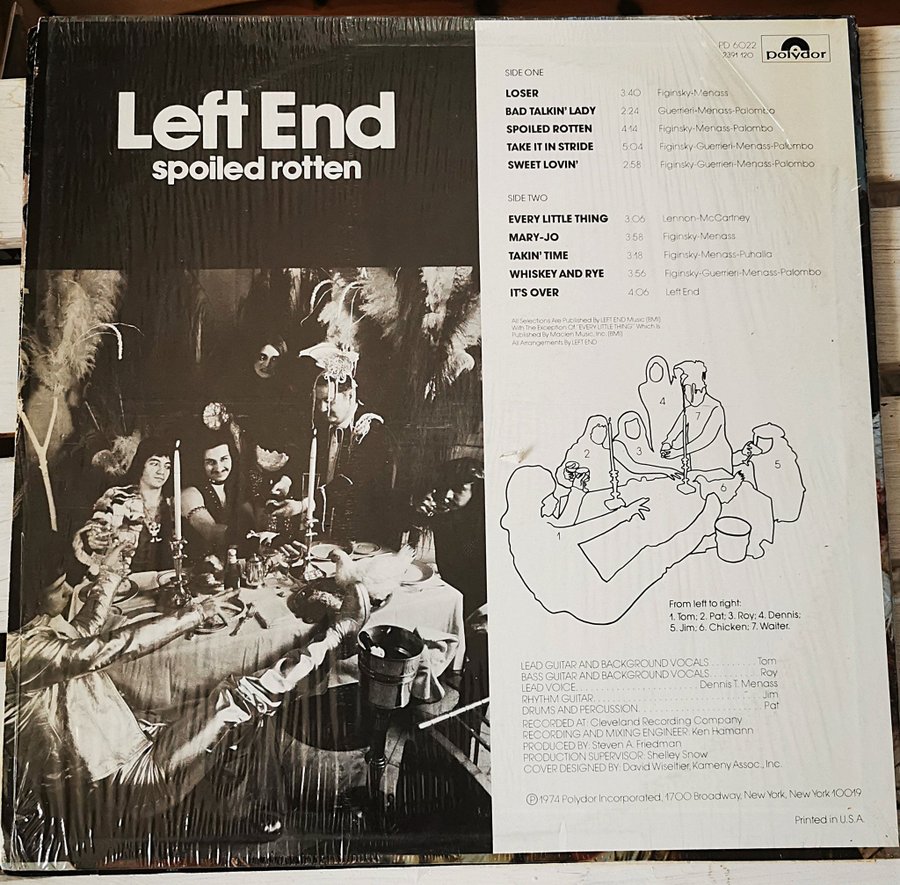 Left End
spoiled rotten
PD 6022
2391 120
polydor
SIDE ONE
LOSER 3:40 Figinsky-Menass
BAD TALKIN' LADY 2:24 Guerrieri-Menass-Palombo
SPOILED ROTTEN 4:14 Figinsky-Menass-Palombo
TAKE IT IN STRIDE 5:04 Figinsky-Guerrieri-Menass-Palombo
SWEET LOVIN' 2:58 Figinsky-Guerrieri-Menass-Palombo
SIDE TWO
EVERY LITTLE THING 3:06 Lennon-McCartney
MARY-JO 3:58 Figinsky-Menass
TAKIN' TIME 3:18 Figinsky-Menass-Puhalla
WHISKEY AND RYE 3:56 Figinsky-Guerrieri-Menass-Palombo
IT'S OVER 4:06 Left End
All Selections Are Published By LEFT END Music (BMI)
With The Exception Of "EVERY LITTLE THING" Which Is
Published By Maclen Music, Inc. (BMI)
All Arrangements By LEFT END
4
7
2
3
5
6
1
From left to right:
1. Tom; 2. Pat; 3. Roy; 4. Dennis;
5. Jim; 6. Chicken; 7. Waiter.
LEAD GUITAR AND BACKGROUND VOCALS . . . . . . . . . . Tom
BASS GUITAR AND BACKGROUND VOCALS . . . . . . . . . . Roy
LEAD VOICE . . . . . . . . . . . . . . . . . . . . . . . . Dennis T. Menass
RHYTHM GUITAR . . . . . . . . . . . . . . . . . . . . . . . . . . . . Jim
DRUMS AND PERCUSSION . . . . . . . . . . . . . . . . . . . . Pat
RECORDED AT: Cleveland Recording Company
RECORDING AND MIXING ENGINEER: Ken Hamann
PRODUCED BY: Steven A. Friedman
PRODUCTION SUPERVISOR: Shelley Snow
COVER DESIGNED BY: David Wiseltier, Kameny Assoc., Inc.
Ⓟ1974 Polydor Incorporated, 1700 Broadway, New York, New York 10019
Printed in U.S.A.